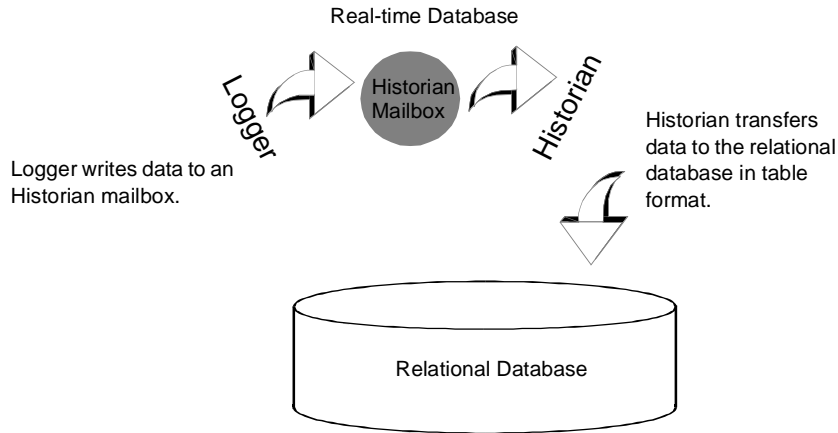 Real-time Database
Logger
Historian
Mailbox
Historian
Logger writes data to an
Historian mailbox.
Historian transfers
data to the relational
database in table
format.
Relational Database